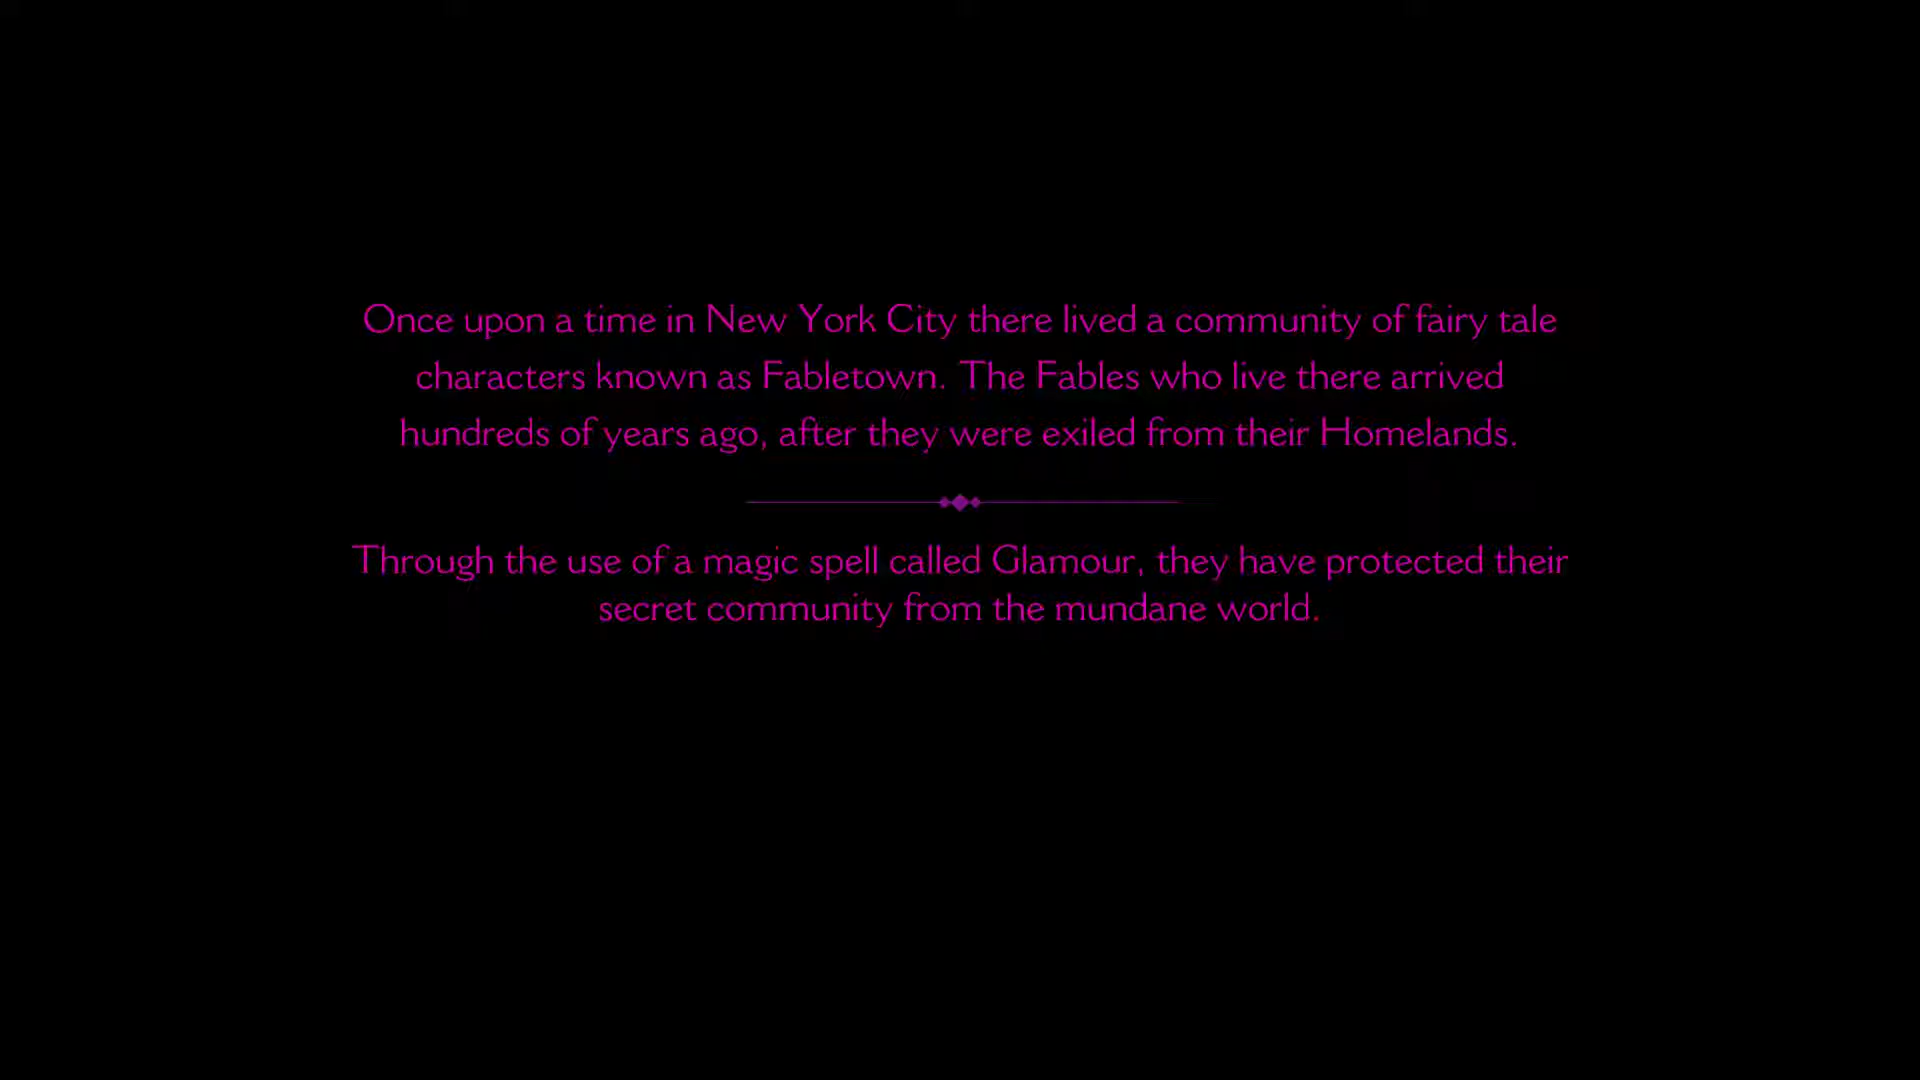 Once upon a time in New York City there lived a community of fairy tale
characters known as Fabletown. The Fables who live there arrived
hundreds of years ago, after they were exiled from their Homelands.
Through the use of a magic spell called Glamour, they have protected their
secret community from the mundane world.